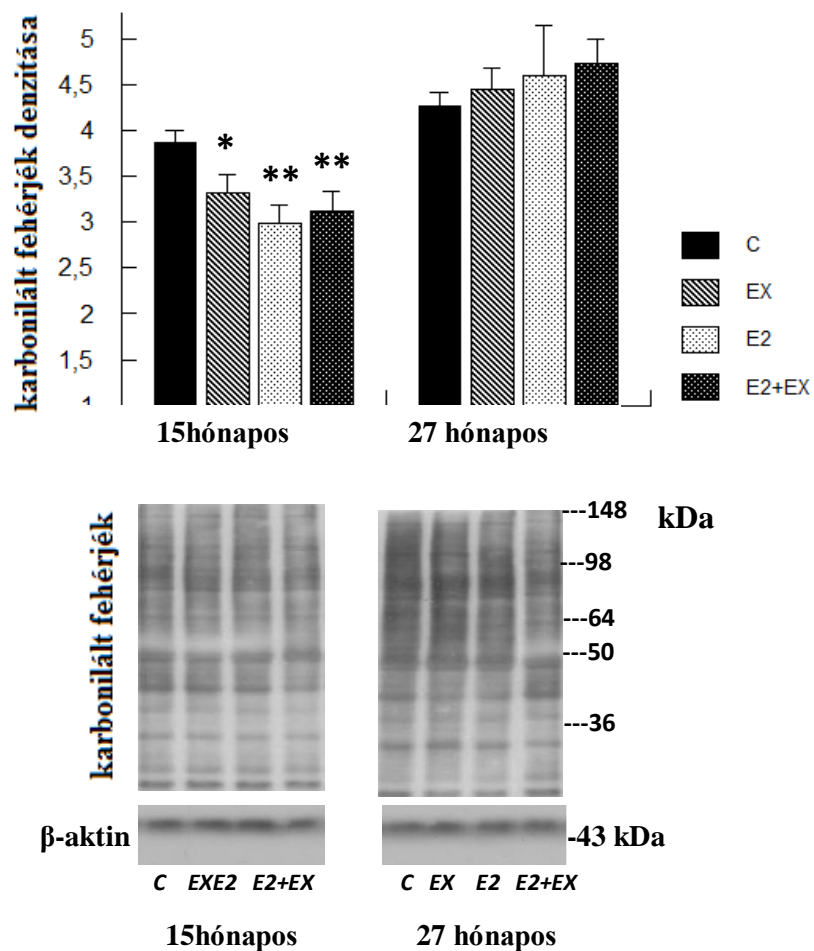 karbonilált fehérjék denzitása
5
4,5
4
3,5
3
2,5
2
1,5
1
*
**
**
C
EX
E2
E2+EX
15hónapos 27 hónapos
karbonilált fehérjék
---148 kDa
---98
---64
---50
---36
β-aktin
-43 kDa
C EXE2 E2+EX C EX E2 E2+EX
15hónapos 27 hónapos